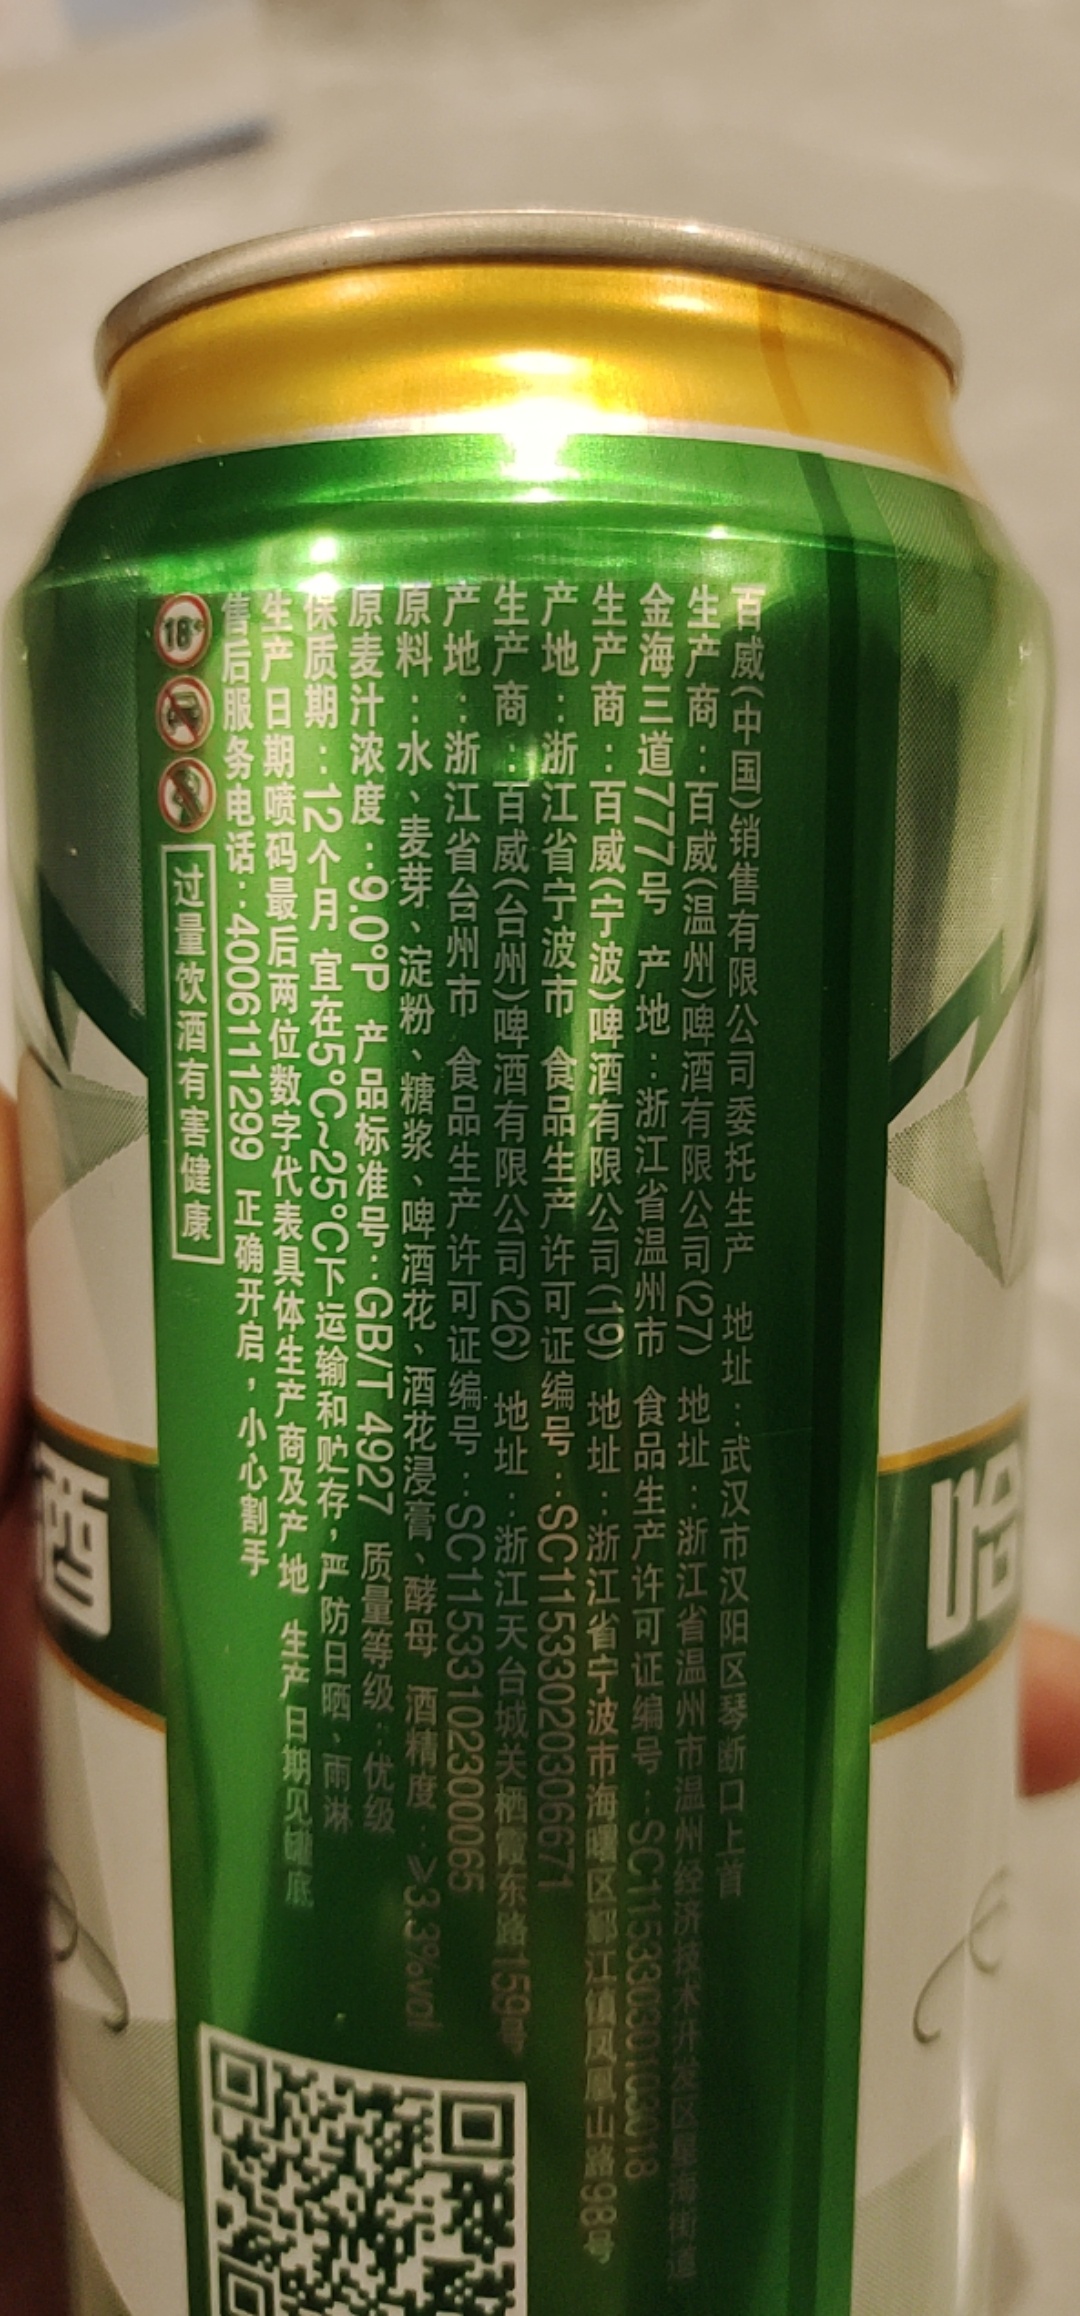 百威(中国)销售有限公司委托生产 地址:武汉市汉阳区琴断口上首
生产商:百威(温州)啤酒有限公司(27) 地址:浙江省温州市温州经济技术开发区星海街道
金海三道777号 产地:浙江省温州市 食品生产许可证编号:SC11533030103018
生产商:百威(宁波)啤酒有限公司(19) 地址:浙江省宁波市海曙区鄞江镇凤凰山路98号
产地:浙江省宁波市 食品生产许可证编号:SC11533020306671
生产商:百威(台州)啤酒有限公司(26) 地址:浙江天台城关栖霞东路159号
产地:浙江省台州市 食品生产许可证编号:SC11533102300065
原料:水、麦芽、淀粉、糖浆、啤酒花、酒花浸膏、酵母 酒精度:≥3.3%vol
原麦汁浓度:9.0°P 产品标准号:GB/T 4927 质量等级:优级
保质期:12个月 宜在5°C~25°C下运输和贮存,严防日晒、雨淋
生产日期喷码最后两位数字代表具体生产商及产地 生产日期见罐底
售后服务电话:4006111299 正确开启,小心割手
18+
过量饮酒有害健康
酒
哈